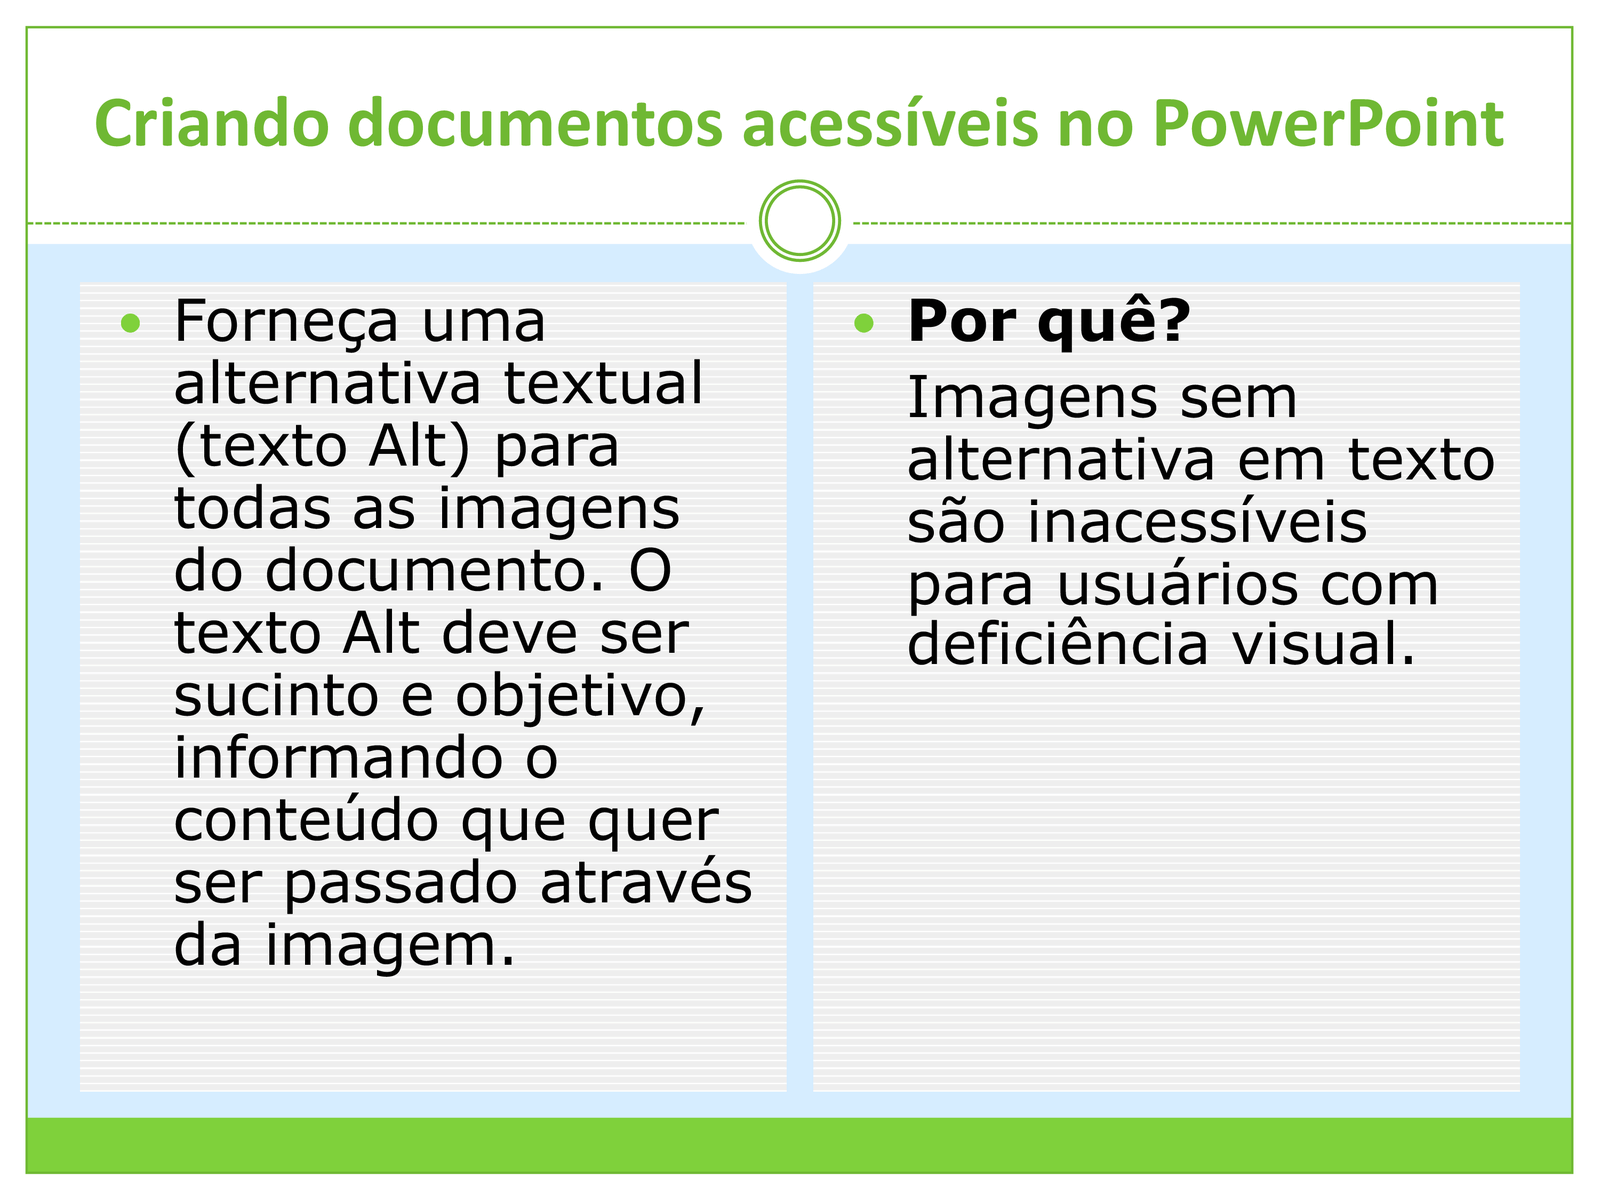 Criando documentos acessíveis no PowerPoint
• Forneça uma
alternativa textual
(texto Alt) para
todas as imagens
do documento. O
texto Alt deve ser
sucinto e objetivo,
informando o
conteúdo que quer
ser passado através
da imagem.
• Por quê?
Imagens sem
alternativa em texto
são inacessíveis
para usuários com
deficiência visual.